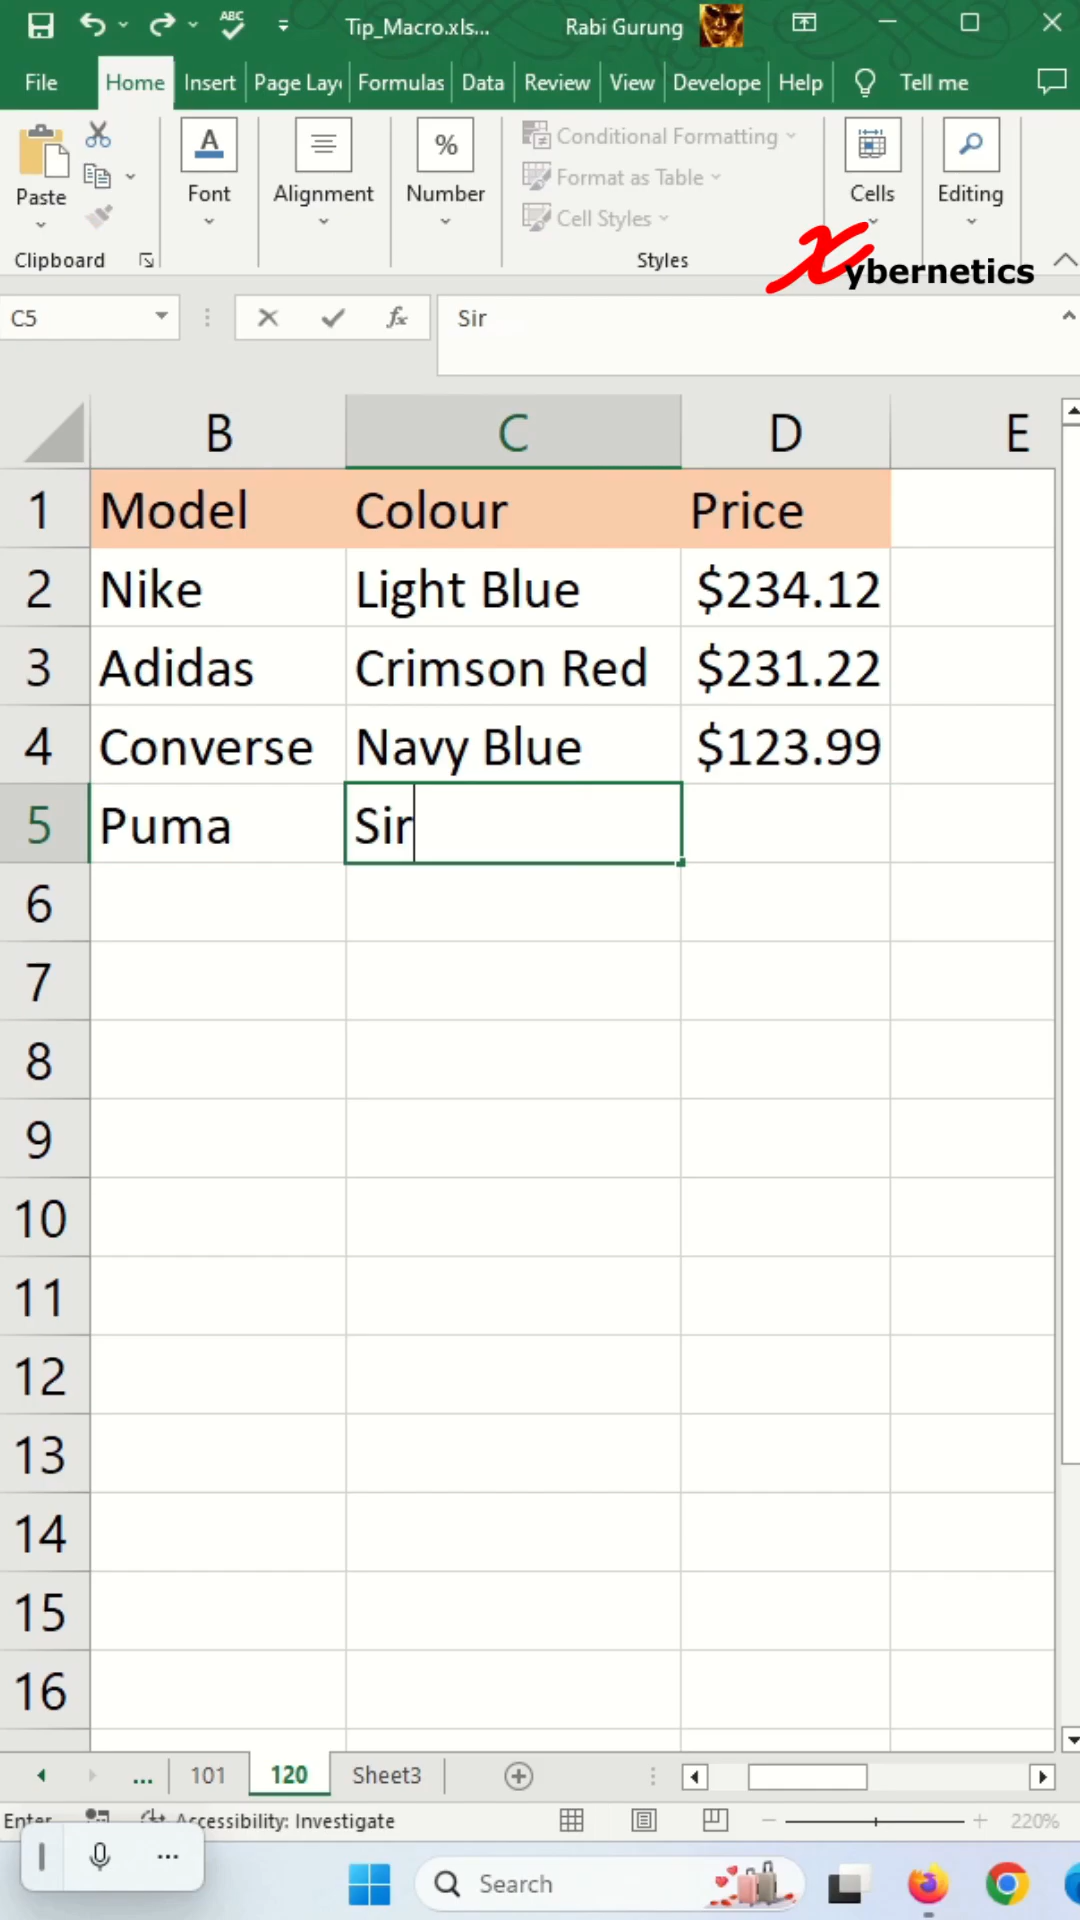 Tip_Macro.xls... Rabi Gurung
File Home Insert Page Lay Formulas Data Review View Develope Help Tell me
Paste Font Alignment Number Conditional Formatting Cells Editing
Format as Table
Cell Styles
Clipboard Styles
Xybernetics
C5 fx Sir
B C D E
1 Model Colour Price
2 Nike Light Blue $234.12
3 Adidas Crimson Red $231.22
4 Converse Navy Blue $123.99
5 Puma Sir
6
7
8
9
10
11
12
13
14
15
16
... 101 120 Sheet3
Enter Accessibility: Investigate 220%
Search